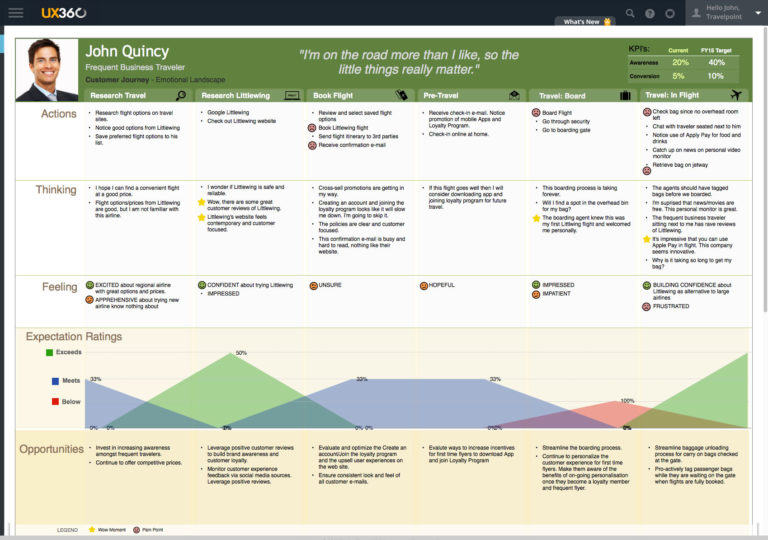 UX360
What's New
Hello John,
Travelpoint
John Quincy
Frequent Business Traveler
Customer Journey - Emotional Landscape
"I'm on the road more than I like, so the
little things really matter."
KPI's: Current FY15 Target
Awareness 20% 40%
Conversion 5% 10%
Research Travel
Research Littlewing
Book Flight
Pre-Travel
Travel: Board
Travel: In Flight
Actions
• Research flight options on travel
sites.
• Notice good options from Littlewing
• Save preferred flight options to his
list.
• Google Littlewing
• Check out Littlewing website
• Review and select saved flight
options
Book Littlewing flight
• Send flight itinerary to 3rd parties
Receive confirmation e-mail
• Receive check-in e-mail. Notice
promotion of mobile Apps and
Loyalty Program.
• Check-in online at home.
Board Flight
• Go through security
• Go to boarding gate
Check bag since no overhead room
left
• Chat with traveler seated next to him
• Notice use of Apply Pay for food and
drinks
• Catch up on news on personal video
monitor
• Retrieve bag on jetway
Thinking
• I hope I can find a convenient flight
at a good price.
• Flight options/prices from Littlewing
are good, but I am not familiar with
this airline.
• I wonder if Littlewing is safe and
reliable.
Wow, there are some great
customer reviews of Littlewing.
Littlewing's website feels
contemporary and customer
focused.
• Cross-sell promotions are getting in
my way.
• Creating an account and joining the
loyalty program looks like it will slow
me down. I'm going to skip it.
• The policies are clear and customer
focused.
• This confirmation e-mail is busy and
hard to read, nothing like their
website.
• If this flight goes well then I will
consider downloading app and
joining loyalty program for future
travel.
• This boarding process is taking
forever.
• Will I find a spot in the overhead bin
for my bag?
The boarding agent knew this was
my first Littlewing flight and welcomed
me personally.
• The agents should have tagged
bags before we boarded.
• I'm suprised that news/movies are
free. This personal monitor is great.
• The frequent business traveler
sitting next to me has rave reviews
of Littlewing.
It's impressive that you can use
Apple Pay in flight. This company
seems innovative.
• Why is it taking so long to get my
bag?
Feeling
EXCITED about regional airline
with great options and prices.
APPREHENSIVE about trying new
airline know nothing about
CONFIDENT about trying Littlewing
• IMPRESSED
UNSURE
HOPEFUL
IMPRESSED
IMPATIENT
BUILDING CONFIDENCE about
Littlewing as alternative to large
airlines
FRUSTRATED
Expectation Ratings
Exceeds
Meets
Below
33%
0%
0%
50%
0%
33%
0%
0%
33%
0%
0%
100%
0%
Opportunities
• Invest in increasing awareness
amongst frequent travelers.
• Continue to offer competitive prices.
• Leverage positive customer reviews
to build brand awareness and
customer loyalty.
• Monitor customer experience
feedback via social media sources.
Leverage positive reviews.
• Evaluate and optimize the Create an
account/Join the loyalty program
and the upsell user experiences on
the web site.
• Ensure consistent look and feel of
all customer e-mails.
• Evalute ways to increase incentives
for first time flyers to download App
and join Loyalty Program
• Streamline the boarding process.
• Continue to personalize the
customer experience for first time
flyers. Make them aware of the
benefits of on-going personalisation
once they become a loyalty member
and frequent flyer.
• Streamline baggage unloading
process for carry on bags checked
at the gate.
• Pro-actively tag passenger bags
while they are waiting on the gate
when flights are fully booked.
LEGEND Wow Moment Pain Point